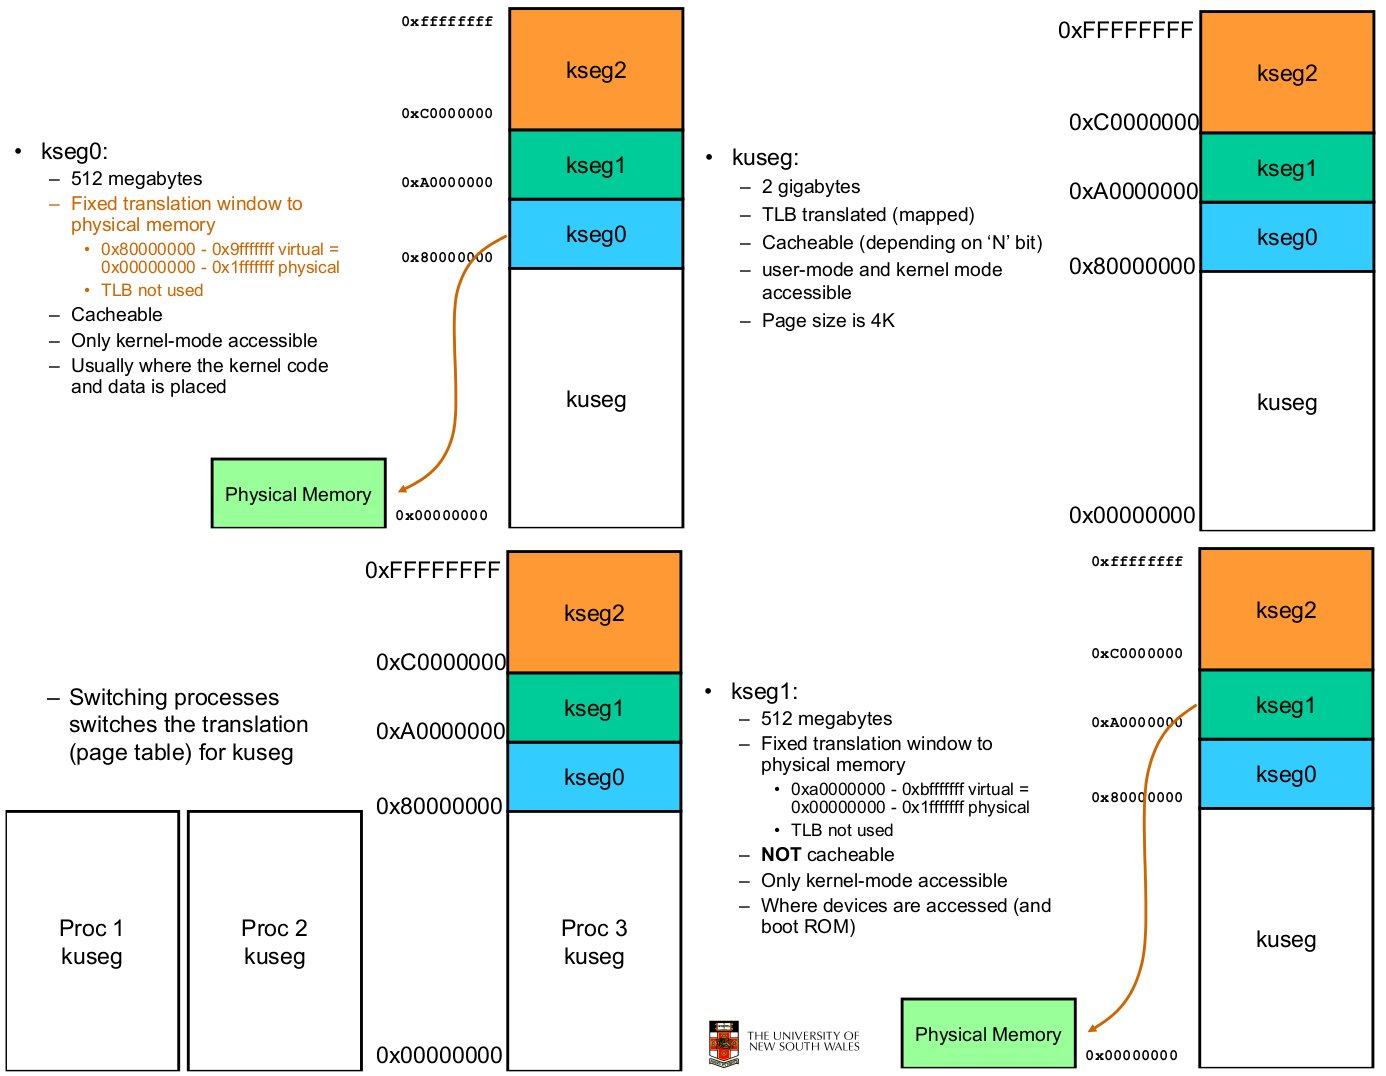 0xffffffff
kseg2
0xC0000000
• kseg0:
– 512 megabytes
kseg1
0xA0000000
– Fixed translation window to
physical memory
• 0x80000000 - 0x9fffffff virtual =
0x00000000 - 0x1fffffff physical
kseg0
0x80000000
• TLB not used
– Cacheable
– Only kernel-mode accessible
– Usually where the kernel code
and data is placed
kuseg
Physical Memory
0x00000000
0xFFFFFFFF
kseg2
0xC0000000
• kuseg:
– 2 gigabytes
kseg1
0xA0000000
– TLB translated (mapped)
– Cacheable (depending on ‘N’ bit)
kseg0
– user-mode and kernel mode
accessible
0x80000000
– Page size is 4K
kuseg
0x00000000
0xFFFFFFFF
kseg2
0xC0000000
– Switching processes
switches the translation
(page table) for kuseg
kseg1
0xA0000000
kseg0
0x80000000
Proc 1
kuseg
Proc 2
kuseg
Proc 3
kuseg
0x00000000
0xffffffff
kseg2
0xC0000000
• kseg1:
– 512 megabytes
kseg1
0xA0000000
– Fixed translation window to
physical memory
• 0xa0000000 - 0xbfffffff virtual =
0x00000000 - 0x1fffffff physical
kseg0
0x80000000
• TLB not used
– NOT cacheable
– Only kernel-mode accessible
– Where devices are accessed (and
boot ROM)
kuseg
THE UNIVERSITY OF
NEW SOUTH WALES
Physical Memory
0x00000000